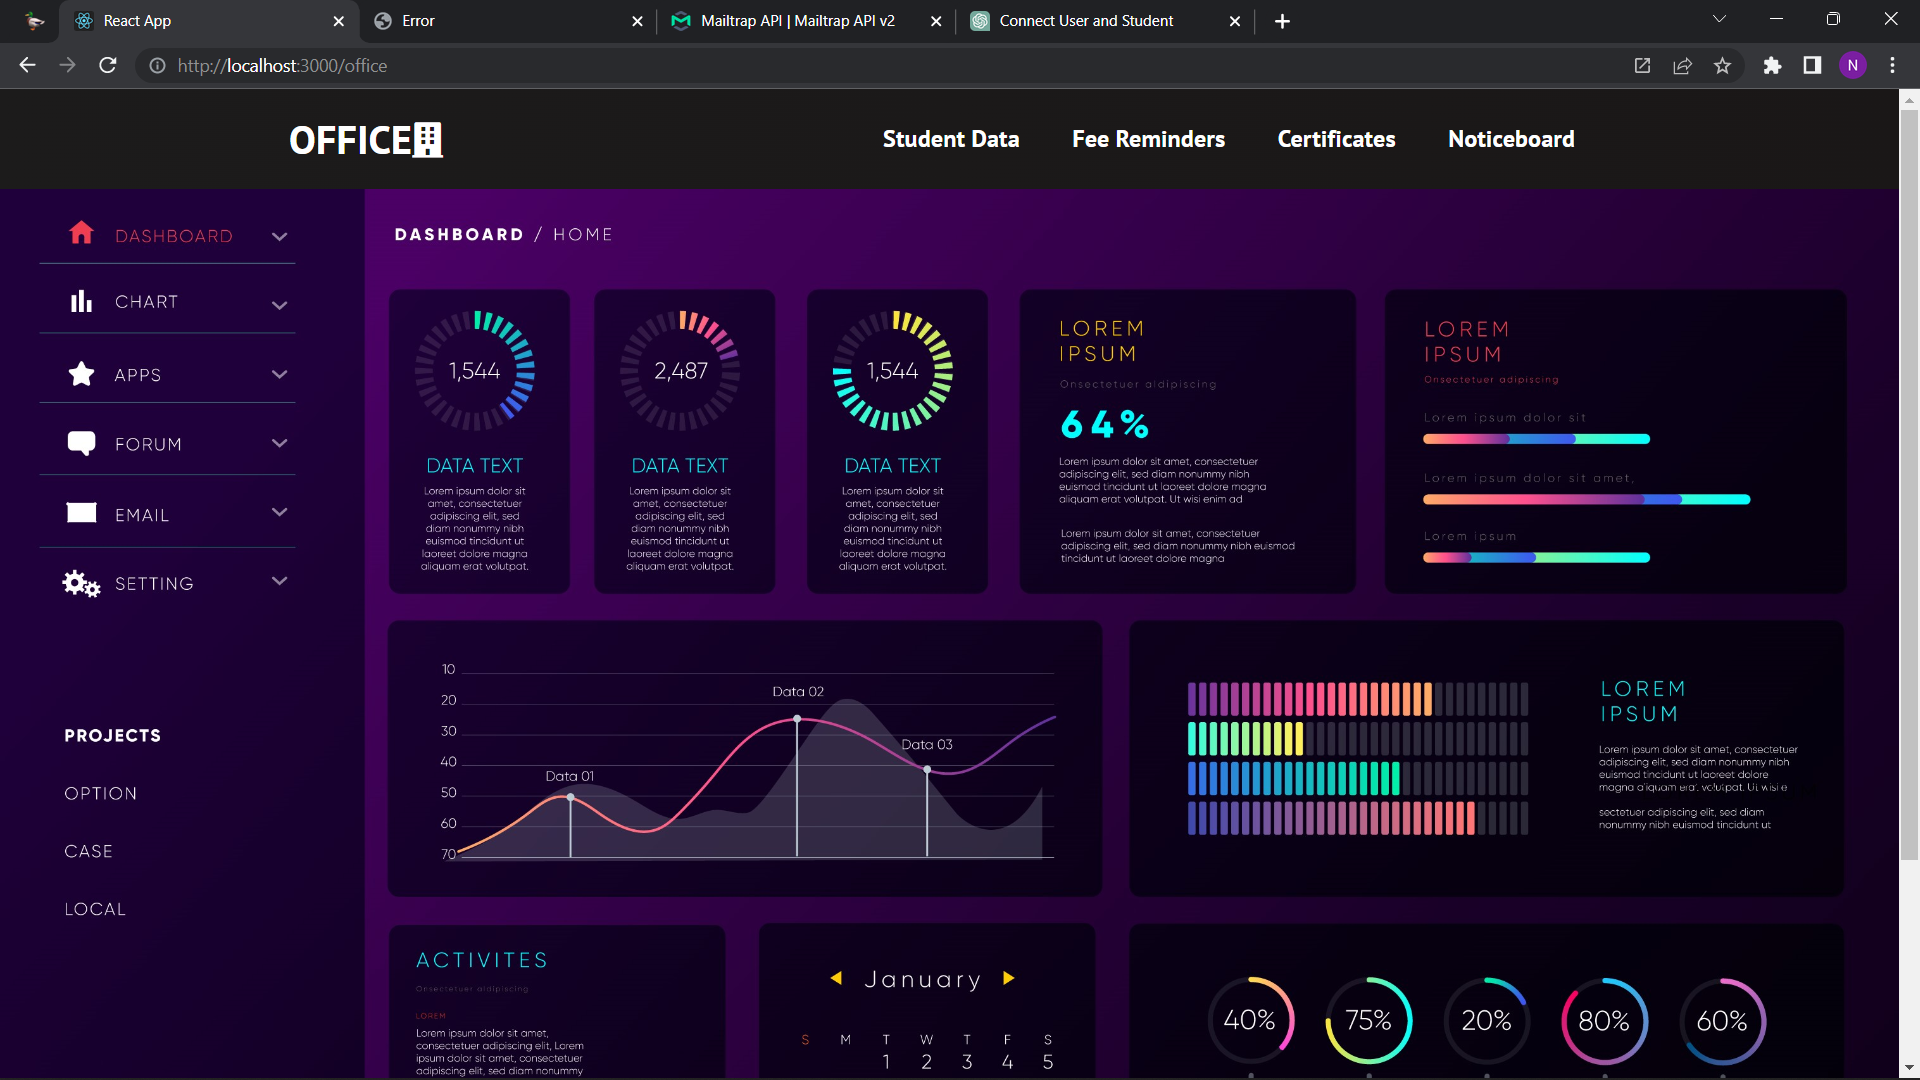 React App
Error
Mailtrap API | Mailtrap API v2
Connect User and Student
http://localhost:3000/office
N
OFFICE
Student Data
Fee Reminders
Certificates
Noticeboard
DASHBOARD
CHART
APPS
FORUM
EMAIL
SETTING
PROJECTS
OPTION
CASE
LOCAL
DASHBOARD / HOME
1,544
DATA TEXT
Lorem ipsum dolor sit
amet, consectetuer
adipiscing elit, sed
diam nonummy nibh
euismod tincidunt ut
laoreet dolore magna
aliquam erat volutpat.
2,487
DATA TEXT
Lorem ipsum dolor sit
amet, consectetuer
adipiscing elit, sed
diam nonummy nibh
euismod tincidunt ut
laoreet dolore magna
aliquam erat volutpat.
1,544
DATA TEXT
Lorem ipsum dolor sit
amet, consectetuer
adipiscing elit, sed
diam nonummy nibh
euismod tincidunt ut
laoreet dolore magna
aliquam erat volutpat.
LOREM
IPSUM
Onsectetuer aidipiscing
64%
Lorem ipsum dolor sit amet, consectetuer
adipiscing elit, sed diam nonummy nibh
euismod tincidunt ut laoreet dolore magna
aliquam erat volutpat. Ut wisi enim ad
Lorem ipsum dolor sit amet, consectetuer
adipiscing elit, sed diam nonummy nibh euismod
tincidunt ut laoreet dolore magna
LOREM
IPSUM
Onsectetuer adipiscing
Lorem ipsum dolor sit
Lorem ipsum dolor sit amet,
Lorem ipsum
10
20
30
40
50
60
70
Data 01
Data 02
Data 03
LOREM
IPSUM
Lorem ipsum dolor sit amet, consectetuer
adipiscing elit, sed diam nonummy nibh
euismod tincidunt ut laoreet dolore
magna aliquam erat volutpat. Ut wisi e
sectetuer adipiscing elit, sed diam
nonummy nibh euismod tincidunt ut
ACTIVITES
Onsectetuer aidipiscing
LOREM
Lorem ipsum dolor sit amet,
consectetuer adipiscing elit, Lorem
ipsum dolor sit amet, consectetuer
adipiscing elit, sed diam nonummy
January
S M T W T F S
1 2 3 4 5
40%
75%
20%
80%
60%